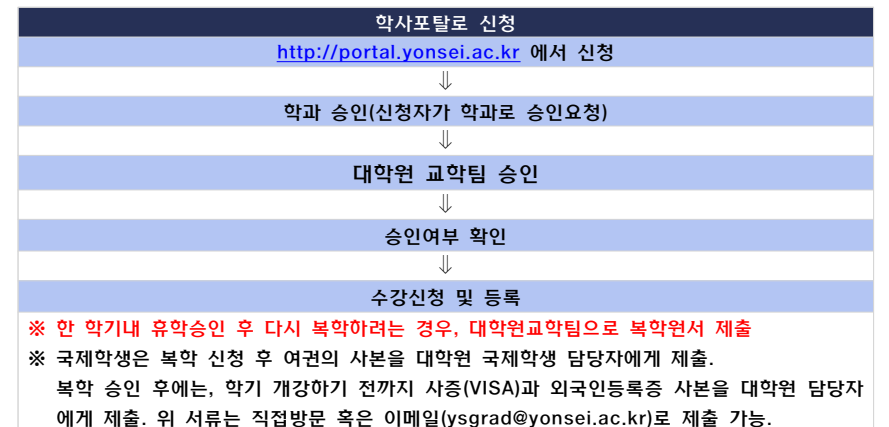 학사포탈로 신청
http://portal.yonsei.ac.kr 에서 신청
⇓
학과 승인(신청자가 학과로 승인요청)
⇓
대학원 교학팀 승인
⇓
승인여부 확인
⇓
수강신청 및 등록
※ 한 학기내 휴학승인 후 다시 복학하려는 경우, 대학원교학팀으로 복학원서 제출
※ 국제학생은 복학 신청 후 여권의 사본을 대학원 국제학생 담당자에게 제출.
복학 승인 후에는, 학기 개강하기 전까지 사증(VISA)과 외국인등록증 사본을 대학원 담당자
에게 제출. 위 서류는 직접방문 혹은 이메일(ysgrad@yonsei.ac.kr)로 제출 가능.